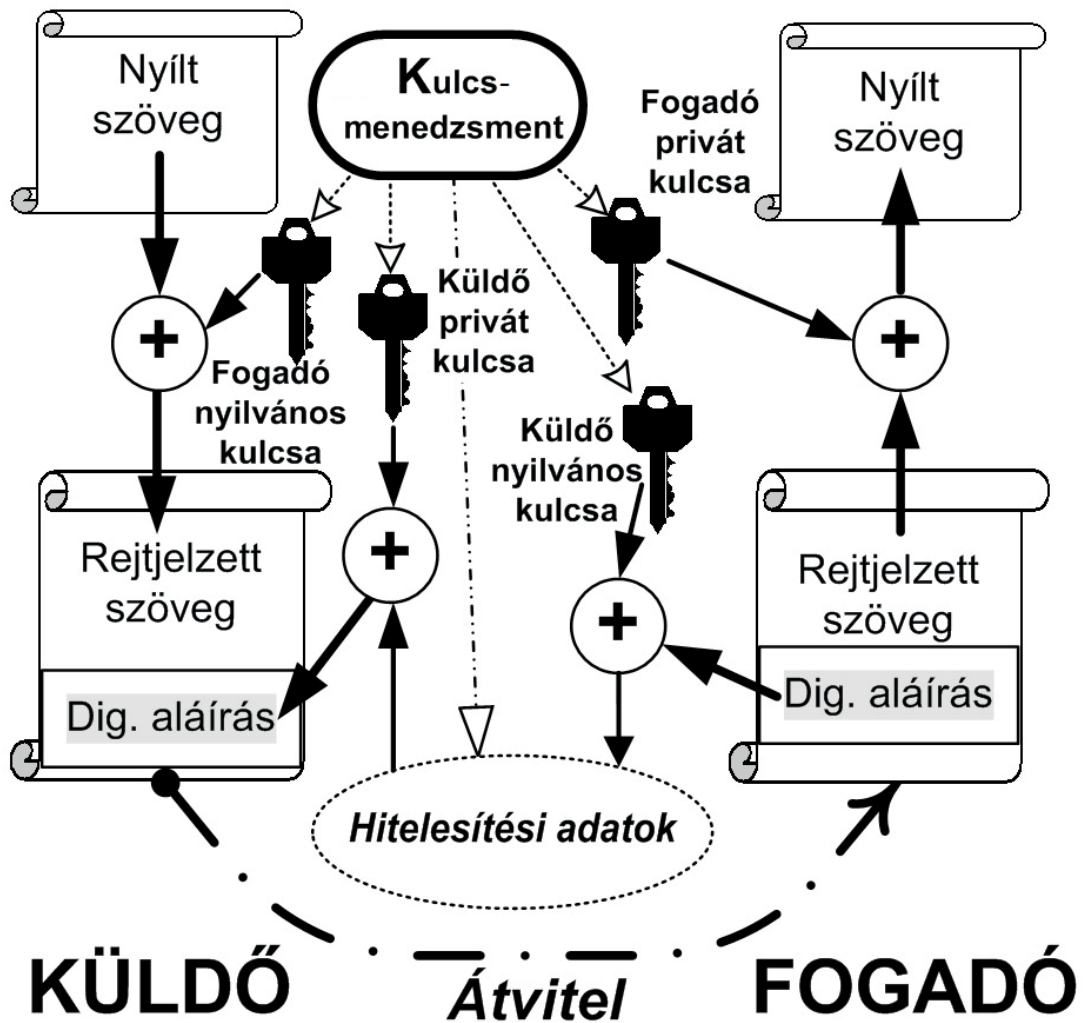 Nyílt
szöveg
Kulcs-
menedzsment
Fogadó
privát
kulcsa
Nyílt
szöveg
Küldő
privát
kulcsa
+
+
Fogadó
nyilvános
kulcsa
Küldő
nyilvános
kulcsa
Rejtjelzett
szöveg
+
+
Rejtjelzett
szöveg
Dig. aláírás
Dig. aláírás
Hitelesítési adatok
KÜLDŐ
Átvitel
FOGADÓ